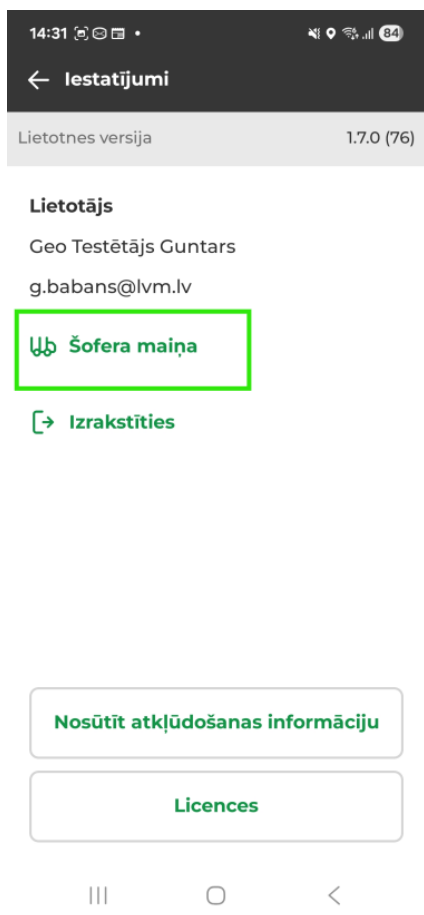 14:31
84
Iestatījumi
Lietotnes versija 1.7.0 (76)
Lietotājs
Geo Testētājs Guntars
g.babans@lvm.lv
Šofera maiņa
Izrakstīties
Nosūtīt atkļūdošanas informāciju
Licences